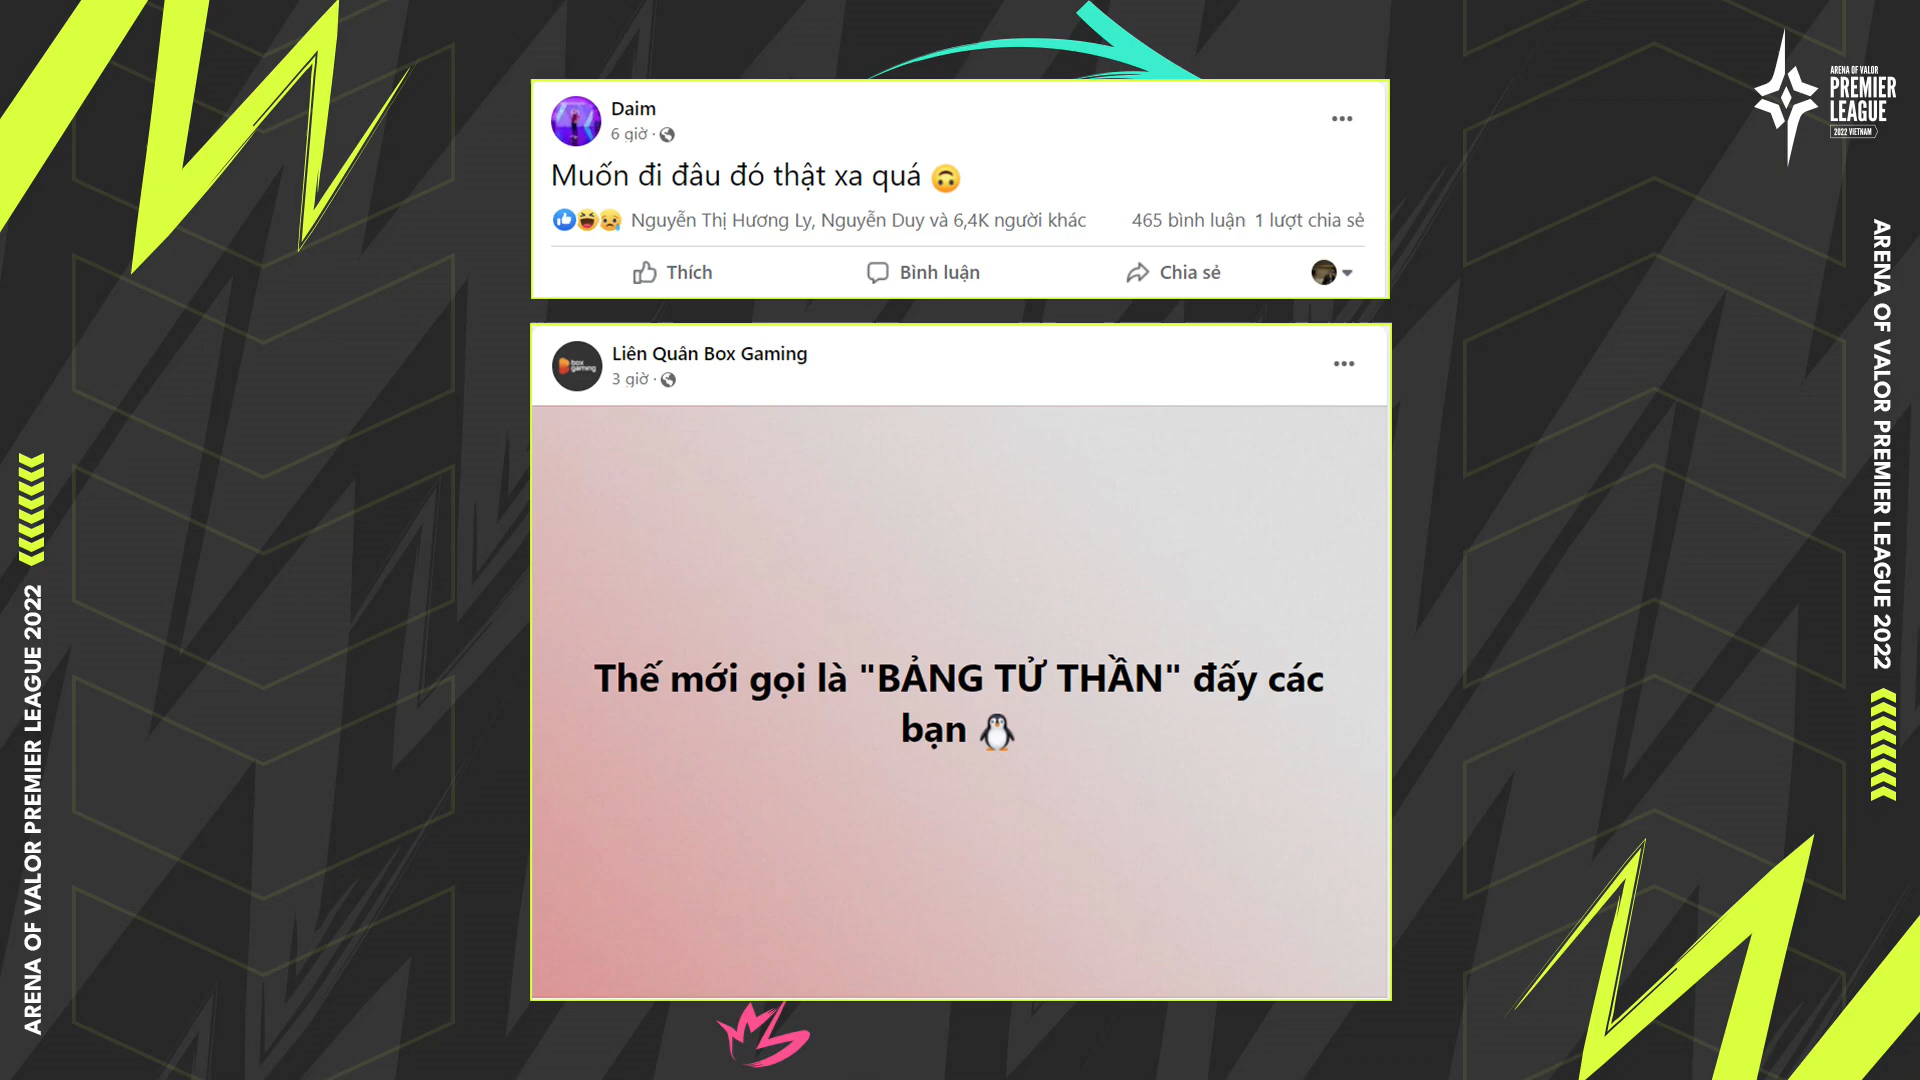 ARENA OF VALOR
PREMIER
LEAGUE
2022 VIETNAM
Daim
6 giờ ·
Muốn đi đâu đó thật xa quá 🙃
Nguyễn Thị Hương Ly, Nguyễn Duy và 6,4K người khác 465 bình luận 1 lượt chia sẻ
Thích Bình luận Chia sẻ
box
gaming
Liên Quân Box Gaming
3 giờ ·
Thế mới gọi là "BẢNG TỬ THẦN" đấy các
bạn 🐧
ARENA OF VALOR PREMIER LEAGUE 2022
ARENA OF VALOR PREMIER LEAGUE 2022